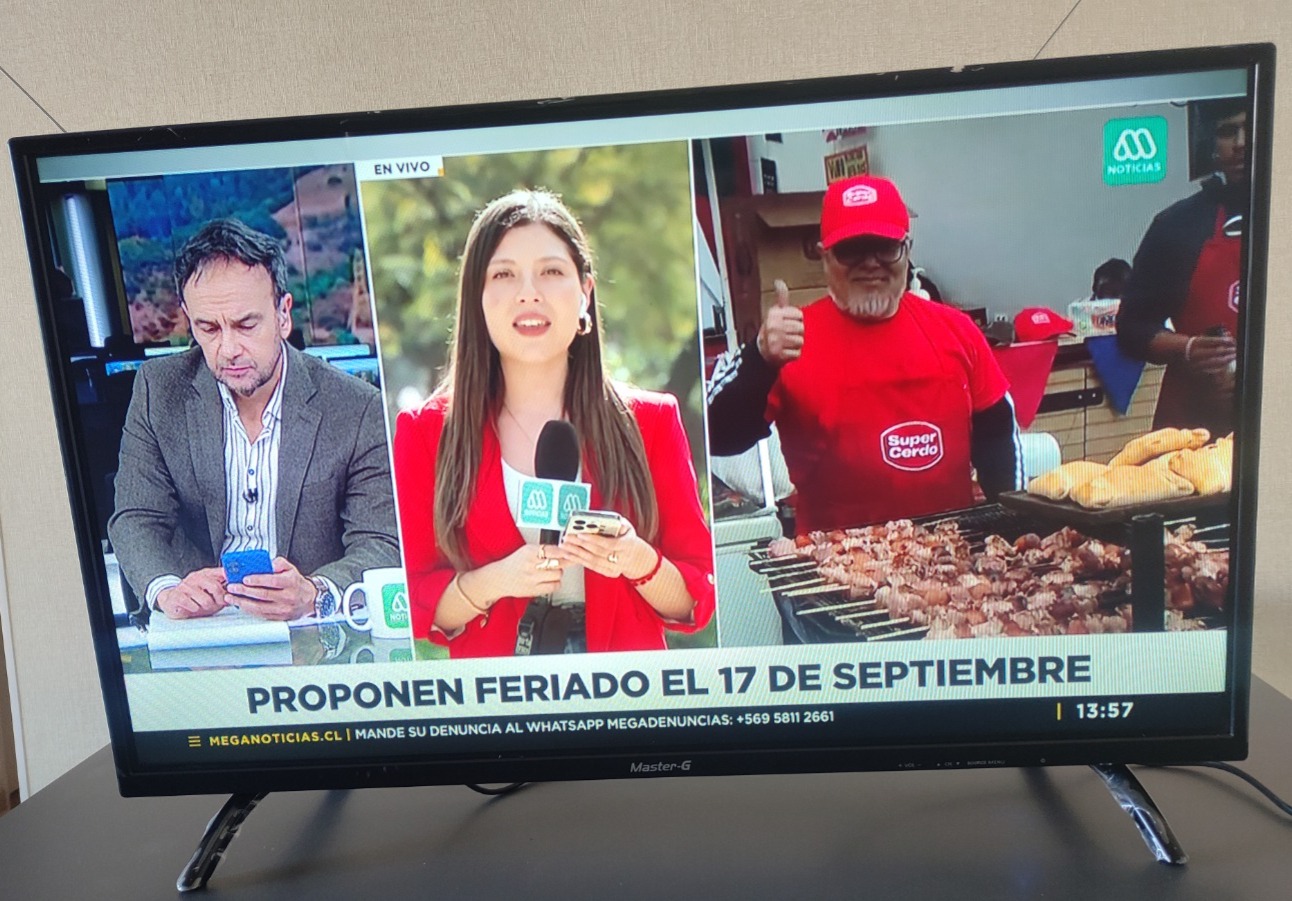 EN VIVO
NOTICIAS
Super
Cerdo
PROPONEN FERIADO EL 17 DE SEPTIEMBRE
MEGANOTICIAS.CL | MANDE SU DENUNCIA AL WHATSAPP MEGADENUNCIAS: +569 5811 2661
13:57
Master-G